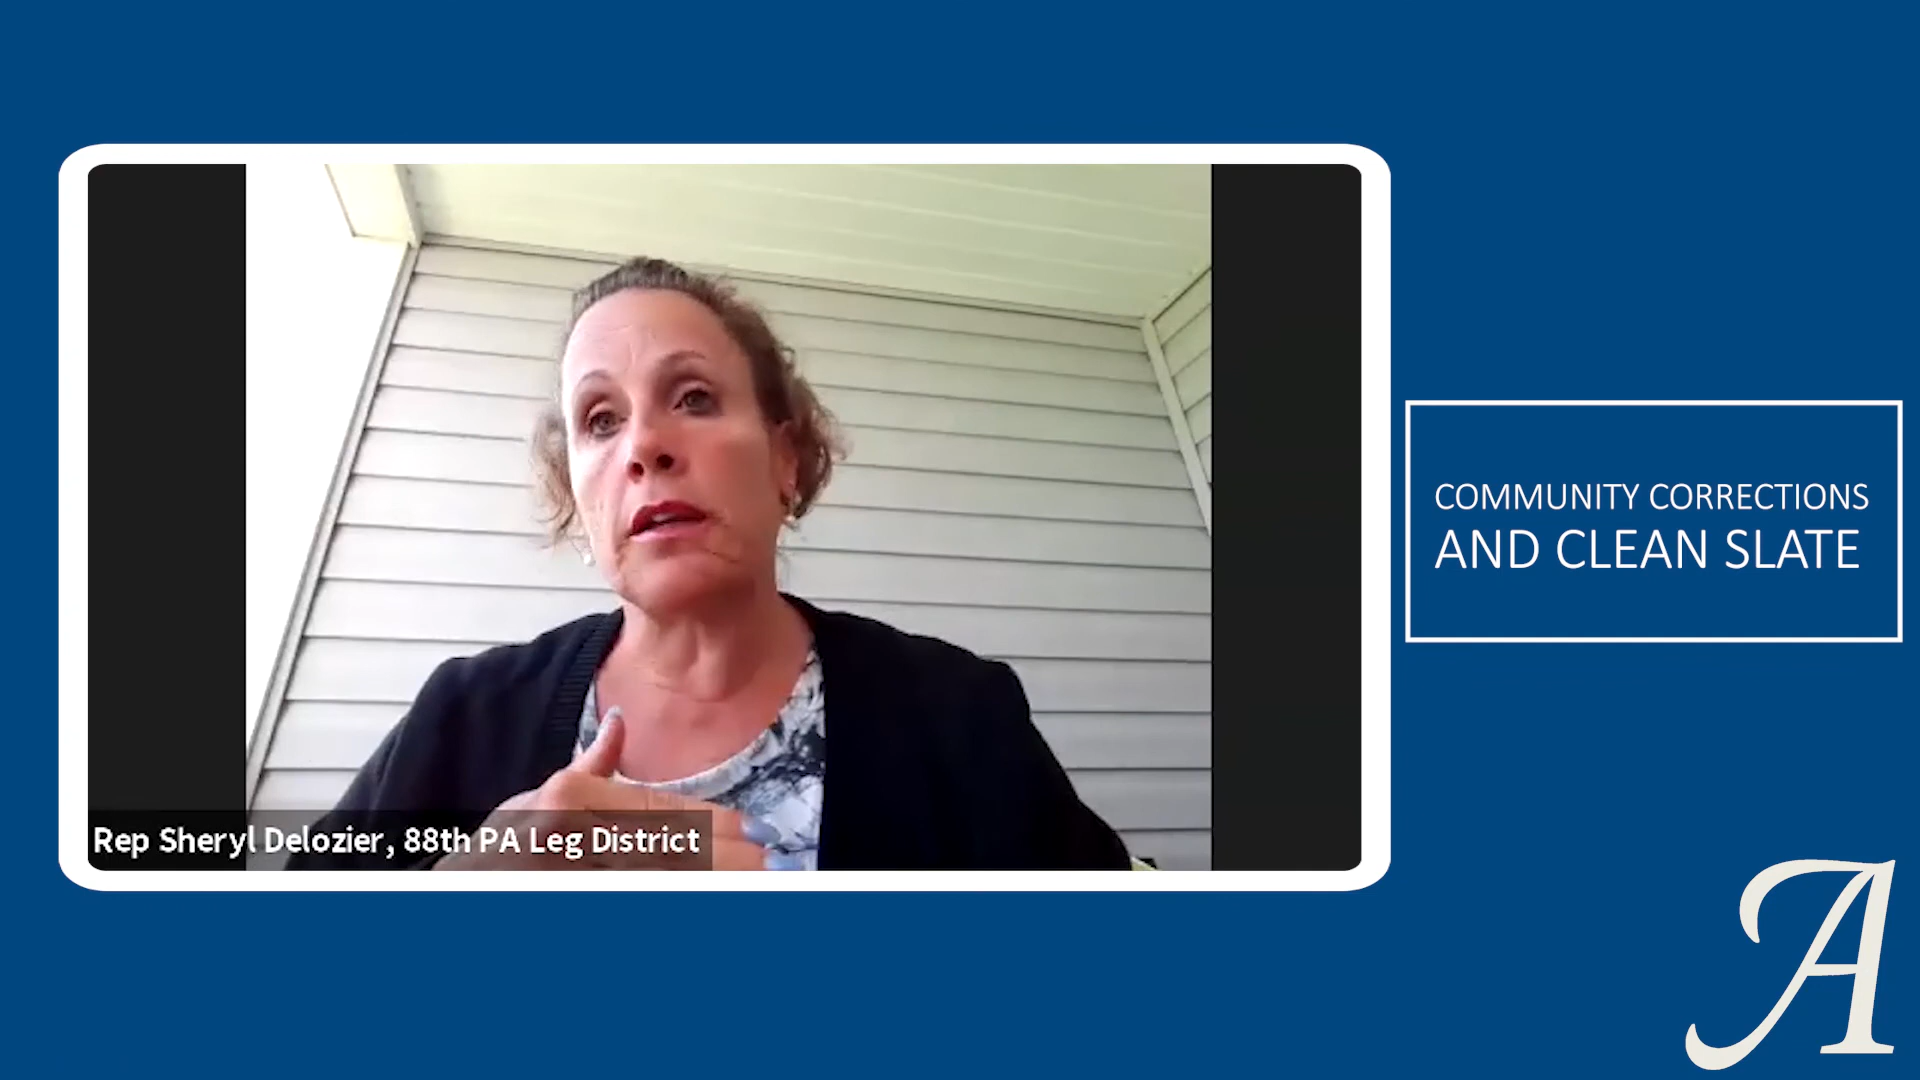 Rep Sheryl Delozier, 88th PA Leg District
COMMUNITY CORRECTIONS
AND CLEAN SLATE
A